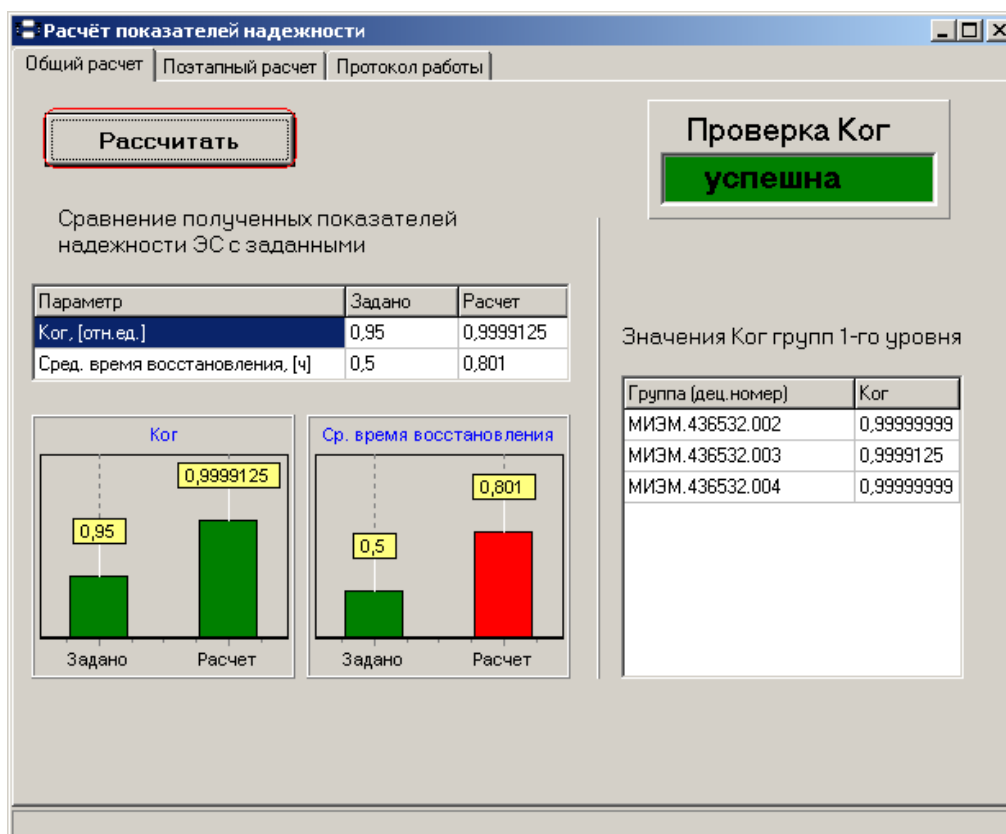 Расчёт показателей надежности
Общий расчет Поэтапный расчет Протокол работы
Рассчитать
Проверка Ког
успешна
Сравнение полученных показателей
надежности ЭС с заданными
Параметр Задано Расчет
Ког, [отн.ед.] 0,95 0,9999125
Сред. время восстановления, [ч] 0,5 0,801
Ког
0,9999125
0,95
Задано Расчет
Ср. время восстановления
0,801
0,5
Задано Расчет
Значения Ког групп 1-го уровня
Группа (дец.номер) Ког
МИЭМ.436532.002 0,99999999
МИЭМ.436532.003 0,9999125
МИЭМ.436532.004 0,99999999